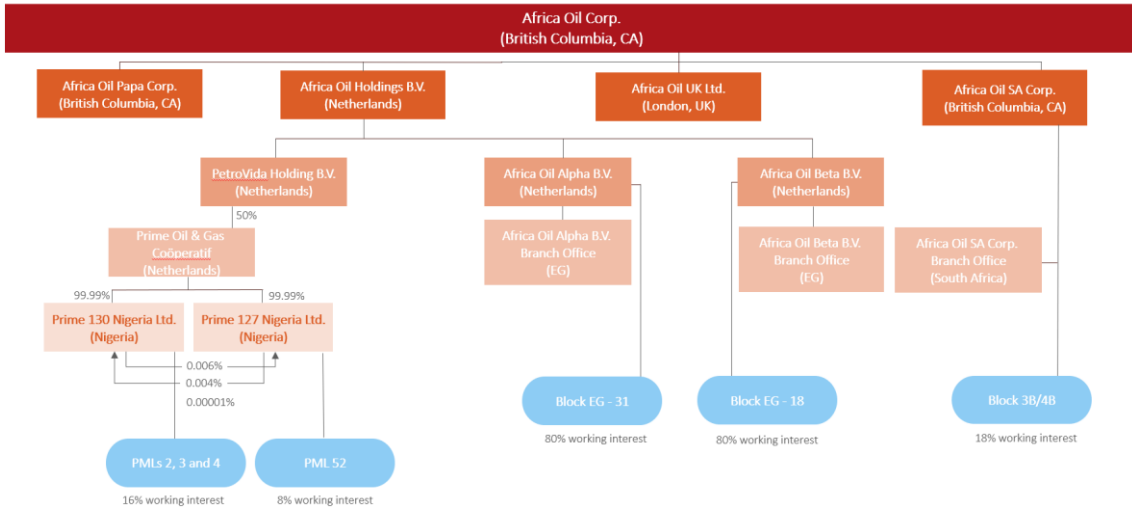 Africa Oil Corp.
(British Columbia, CA)
Africa Oil Papa Corp.
(British Columbia, CA)
Africa Oil Holdings B.V.
(Netherlands)
Africa Oil UK Ltd.
(London, UK)
Africa Oil SA Corp.
(British Columbia, CA)
PetroVida Holding B.V.
(Netherlands)
Africa Oil Alpha B.V.
(Netherlands)
Africa Oil Beta B.V.
(Netherlands)
50%
Prime Oil & Gas
Coöperatief
(Netherlands)
Africa Oil Alpha B.V.
Branch Office
(EG)
Africa Oil Beta B.V.
Branch Office
(EG)
Africa Oil SA Corp.
Branch Office
(South Africa)
99.99%
99.99%
Prime 130 Nigeria Ltd.
(Nigeria)
Prime 127 Nigeria Ltd.
(Nigeria)
0.006%
0.004%
0.00001%
Block EG - 31
80% working interest
Block EG - 18
80% working interest
Block 3B/4B
18% working interest
PMLs 2, 3 and 4
16% working interest
PML 52
8% working interest